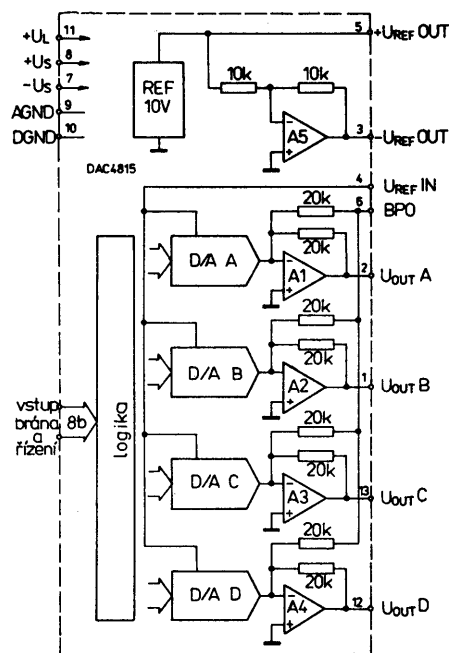 +UL 11
+US 8
-US 7
AGND 9
DGND 10
DAC4815
REF
10V
10k
10k
A5
5 +UREF OUT
3 -UREF OUT
4 UREF IN
6 BPO
20k
D/A A
A1
20k
2 UOUT A
20k
D/A B
A2
20k
1 UOUT B
20k
D/A C
A3
20k
13 UOUT C
20k
D/A D
A4
20k
12 UOUT D
vstup
brána
a
řízení
8b
logika